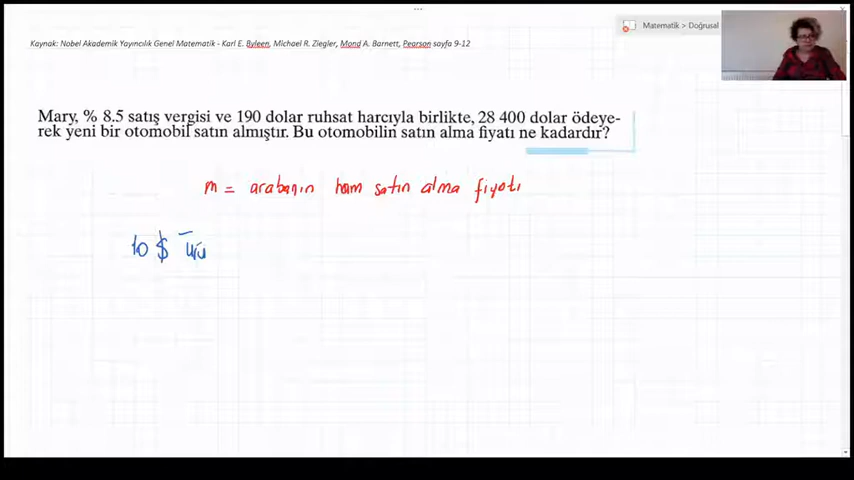 Matematik > Doğrusal
Kaynak: Nobel Akademik Yayıncılık Genel Matematik - Karl E. Byleen, Michael R. Ziegler, Mond A. Barnett, Pearson sayfa 9-12
Mary, % 8.5 satış vergisi ve 190 dolar ruhsat harcıyla birlikte, 28 400 dolar ödeye-
rek yeni bir otomobil satın almıştır. Bu otomobilin satın alma fiyatı ne kadardır?
m = arabanın ham satın alma fiyatı
10 $ ürü